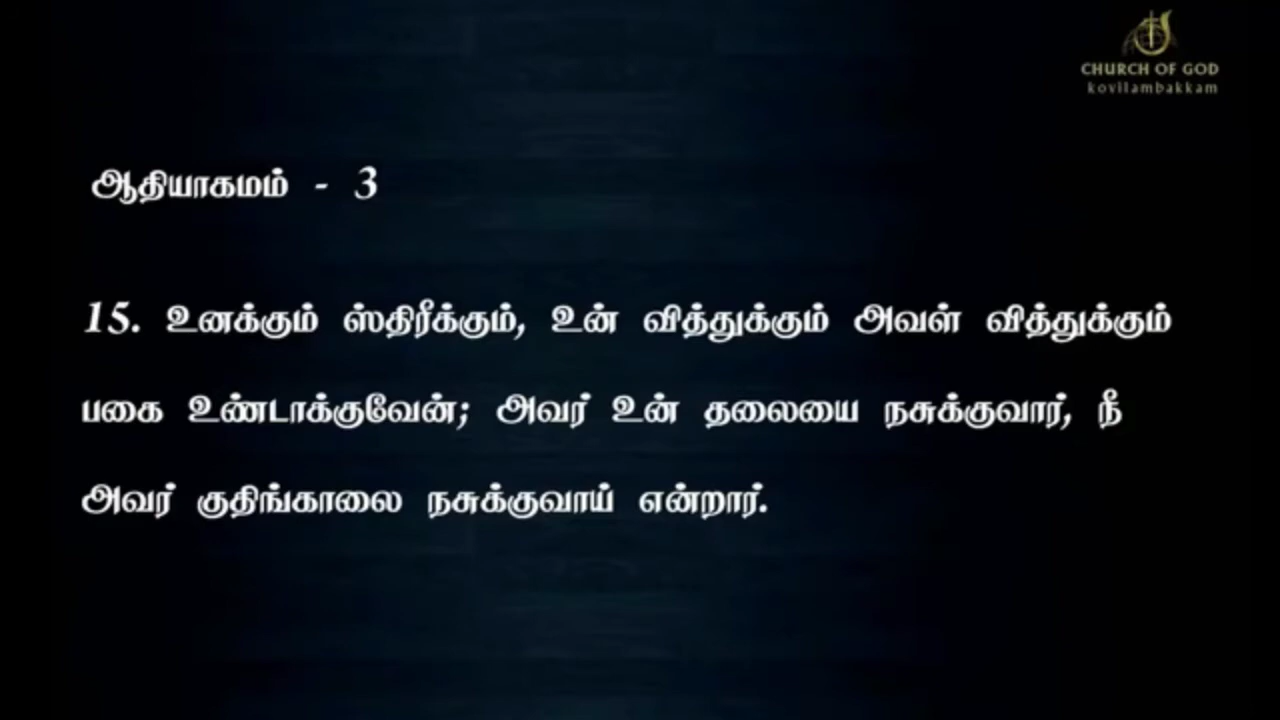 CHURCH OF GOD
kovilambakkam
ஆதியாகமம் - 3
15. உனக்கும் ஸ்திரீக்கும், உன் வித்துக்கும் அவள் வித்துக்கும்
பகை உண்டாக்குவேன்; அவர் உன் தலையை நசுக்குவார், நீ
அவர் குதிங்காலை நசுக்குவாய் என்றார்.